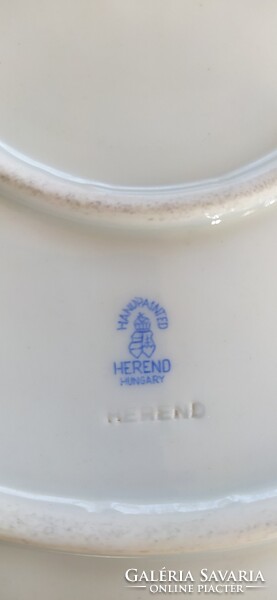 HANDPAINTED
HEREND
HUNGARY
HEREND
GALÉRIA SAVARIA
ONLINE PIACTÉR